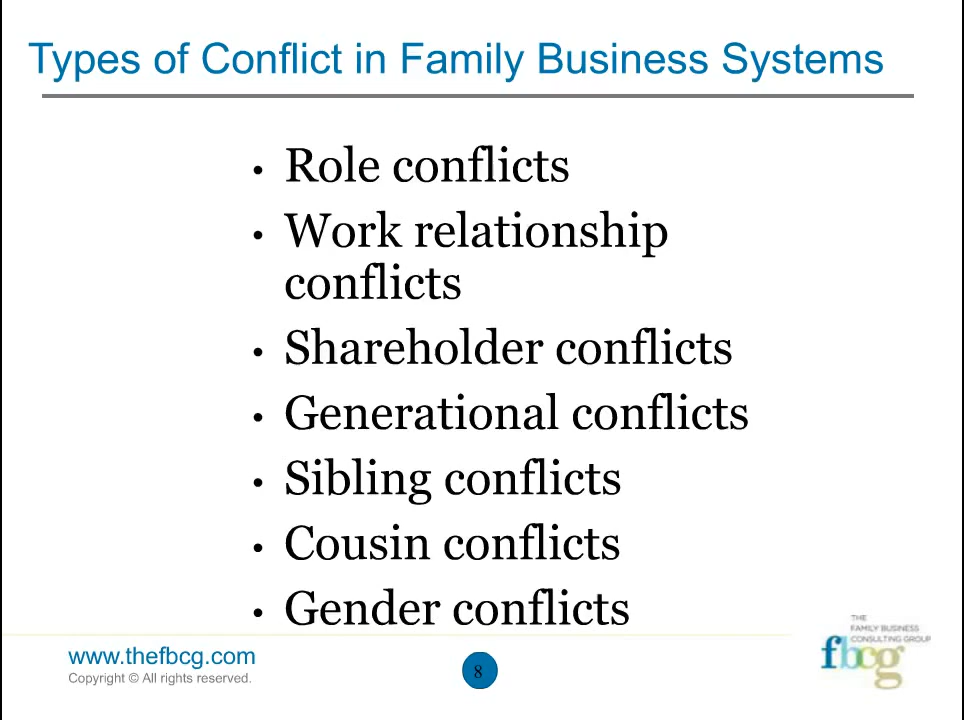 Types of Conflict in Family Business Systems
• Role conflicts
• Work relationship
conflicts
• Shareholder conflicts
• Generational conflicts
• Sibling conflicts
• Cousin conflicts
• Gender conflicts
www.thefbcg.com
Copyright © All rights reserved.
8
THE
FAMILY BUSINESS
CONSULTING GROUP
fbcg